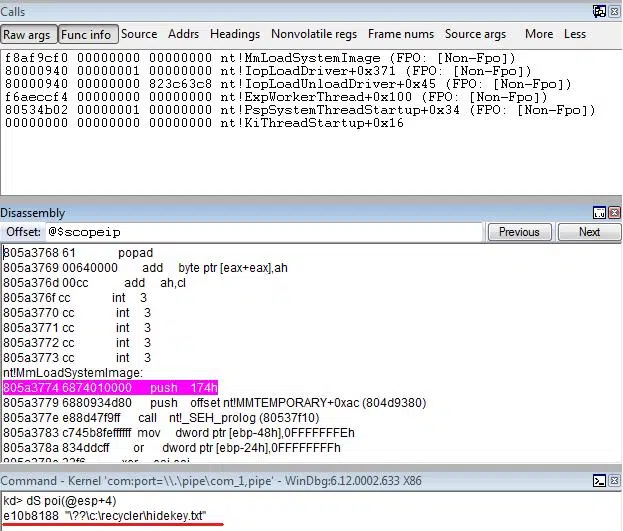 Calls
Raw args Func info Source Addrs Headings Nonvolatile regs Frame nums Source args More Less
f8af9cf0 00000000 00000000 nt!MmLoadSystemImage (FPO: [Non-Fpo])
80000940 00000001 00000000 nt!IopLoadDriver+0x371 (FPO: [Non-Fpo])
80000940 00000000 823c63c8 nt!IopLoadUnloadDriver+0x45 (FPO: [Non-Fpo])
f6aeccf4 00000000 00000000 nt!ExpWorkerThread+0x100 (FPO: [Non-Fpo])
80534b02 00000001 00000000 nt!PspSystemThreadStartup+0x34 (FPO: [Non-Fpo])
00000000 00000000 00000000 nt!KiThreadStartup+0x16
Disassembly
Offset: @$scopeip Previous Next
805a3768 61 popad
805a3769 00640000 add byte ptr [eax+eax],ah
805a376d 00cc add ah,cl
805a376f cc int 3
805a3770 cc int 3
805a3771 cc int 3
805a3772 cc int 3
805a3773 cc int 3
nt!MmLoadSystemImage:
805a3774 6874010000 push 174h
805a3779 6880934d80 push offset nt!MMTEMPORARY+0xac (804d9380)
805a377e e88d47f9ff call nt!_SEH_prolog (80537f10)
805a3783 c745b8feffffff mov dword ptr [ebp-48h],0FFFFFFFEh
805a378a 834ddcff or dword ptr [ebp-24h],0FFFFFFFFh
Command - Kernel 'com:port=\\.\pipe\com_1,pipe' - WinDbg:6.12.0002.633 X86
kd> dS poi(@esp+4)
e10b8188 "\??\c:\recycler\hidekey.txt"